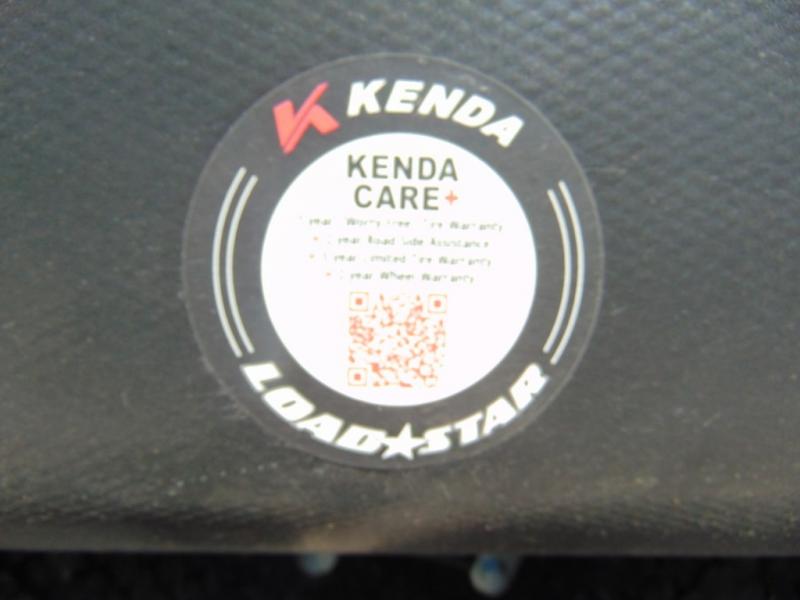 KENDA
KENDA
CARE+
year Worry Free Tire Warranty
year Road Side Assistance
year Limited Tire Warranty
year Wheel Warranty
LOAD★STAR